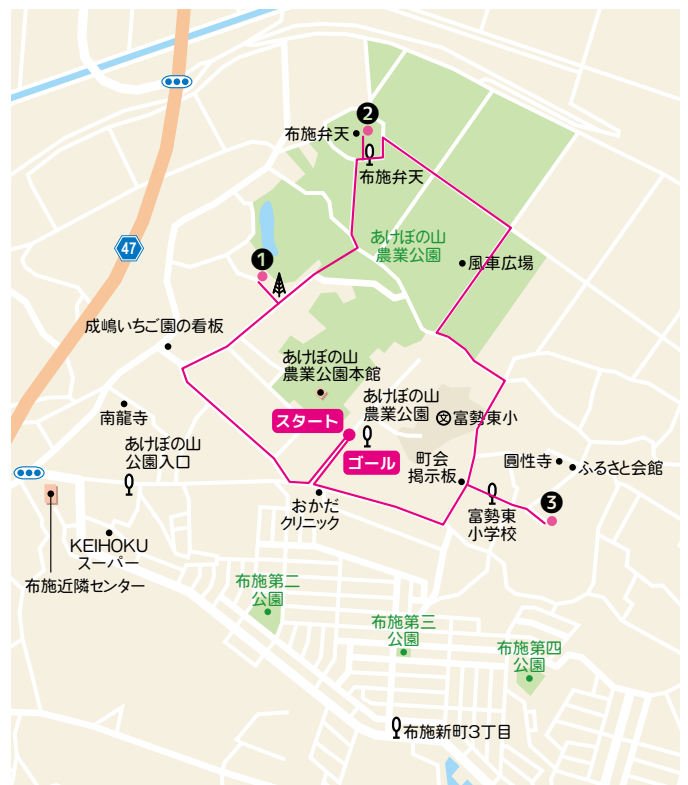 ❷
布施弁天
布施弁天
あけぼの山
農業公園
風車広場
47
❶
成嶋いちご園の看板
あけぼの山
農業公園本館
あけぼの山
農業公園
文
富勢東小
南龍寺
スタート
ゴール
あけぼの山
公園入口
町会
掲示板
圓性寺
ふるさと会館
おかだ
クリニック
富勢東
小学校
❸
KEIHOKU
スーパー
布施近隣センター
布施第二
公園
布施第三
公園
布施第四
公園
布施新町3丁目